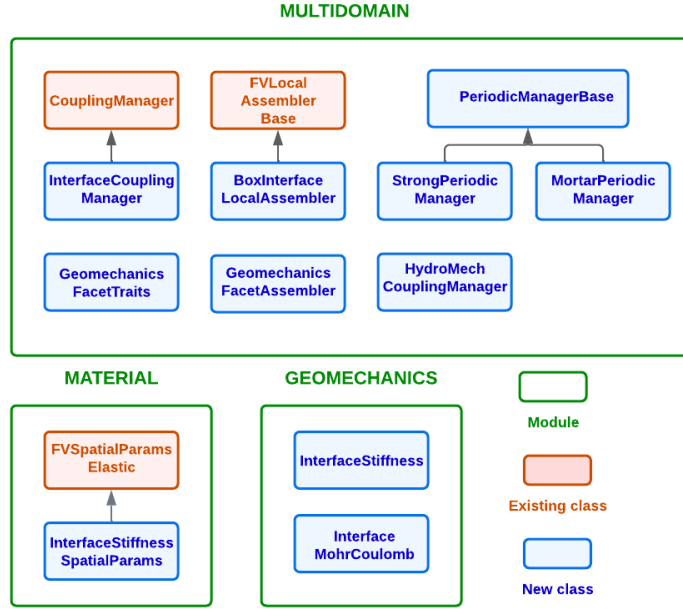 MULTIDOMAIN
CouplingManager
FVLocal
Assembler
Base
PeriodicManagerBase
InterfaceCoupling
Manager
BoxInterface
LocalAssembler
StrongPeriodic
Manager
MortarPeriodic
Manager
Geomechanics
FacetTraits
Geomechanics
FacetAssembler
HydroMech
CouplingManager
MATERIAL
FVSpatialParams
Elastic
InterfaceStiffness
SpatialParams
GEOMECHANICS
InterfaceStiffness
Interface
MohrCoulomb
Module
Existing class
New class